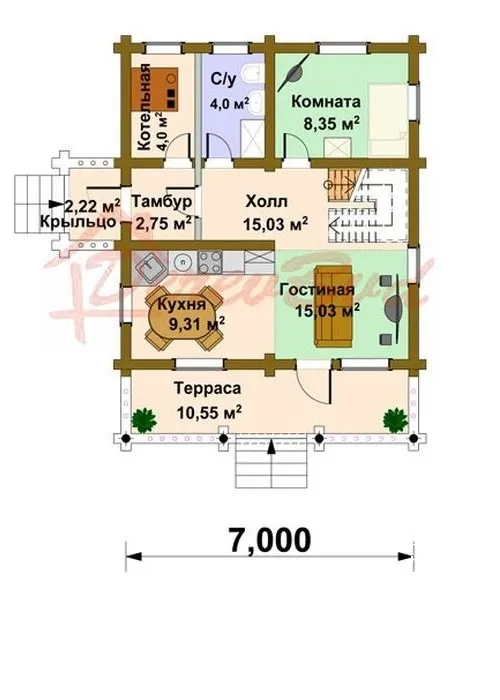 Котельная
4,0 м²
С/у
4,0 м²
Комната
8,35 м²
2,22 м²
Крыльцо
Тамбур
2,75 м²
Холл
15,03 м²
Кухня
9,31 м²
Гостиная
15,03 м²
Терраса
10,55 м²
7,000